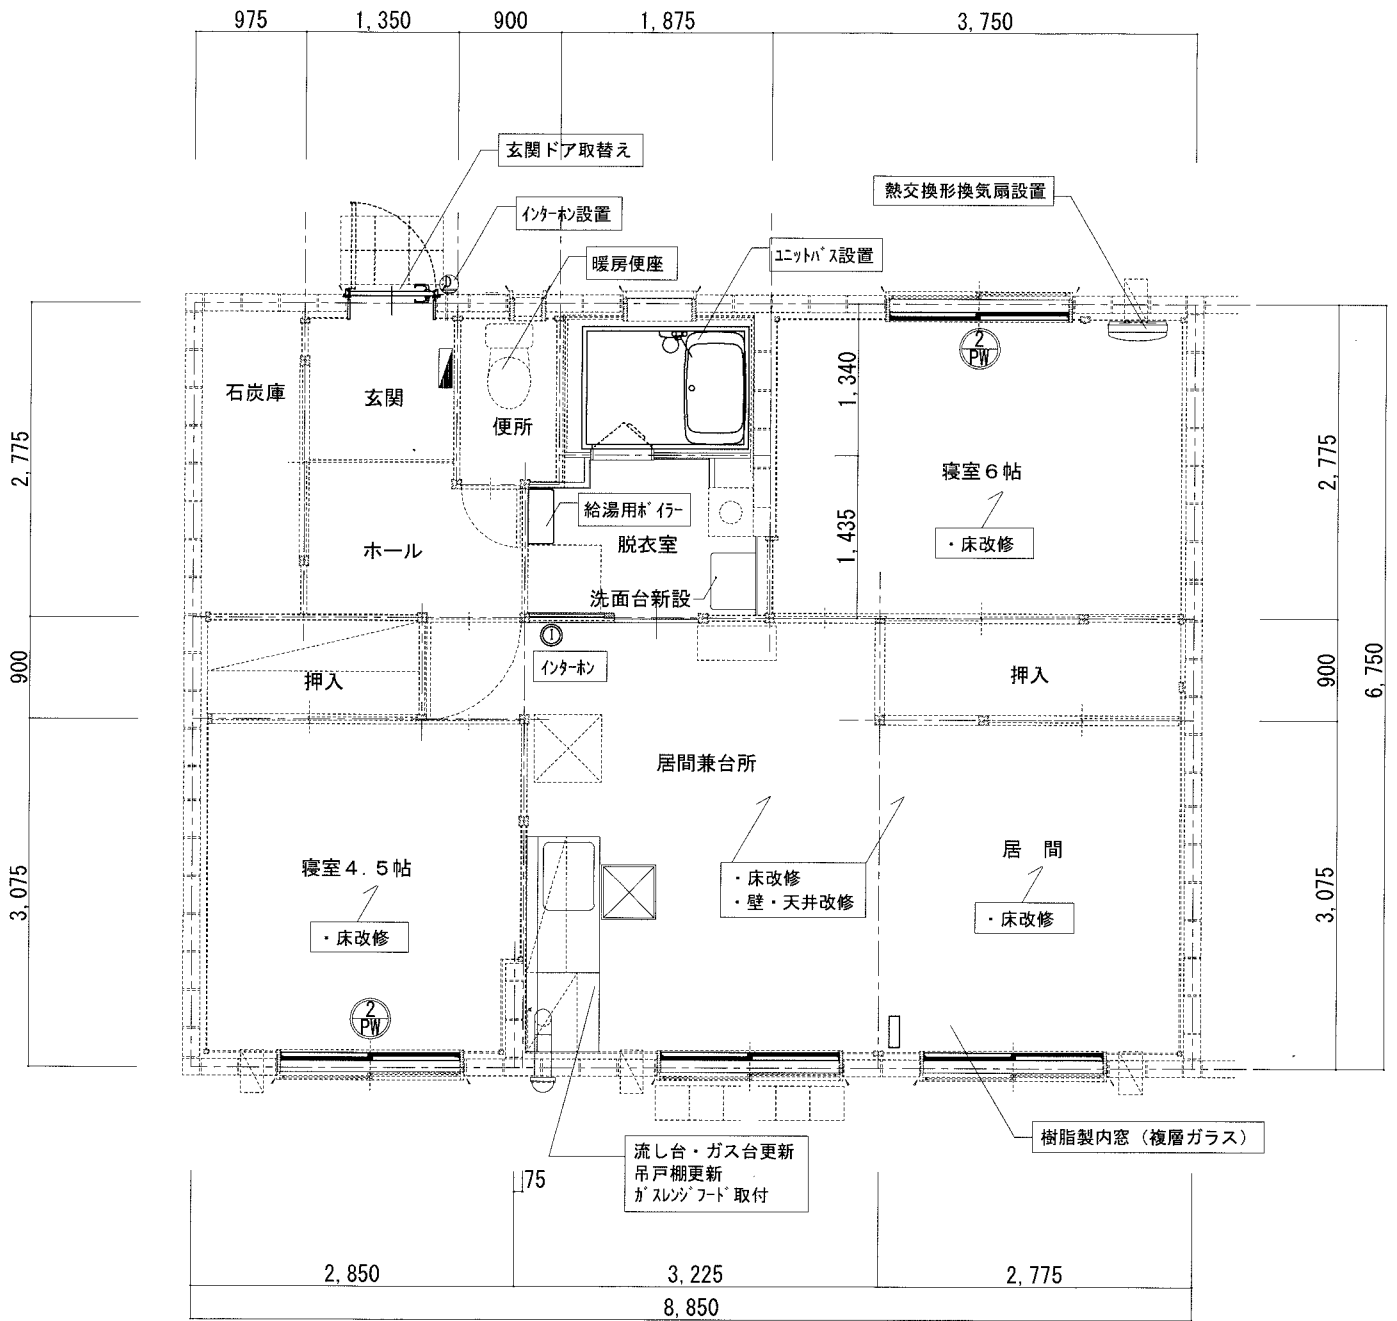 975
1,350
900
1,875
3,750
玄関ドア取替え
熱交換形換気扇設置
インターホン設置
暖房便座
ユニットバス設置
2
PW
石炭庫
玄関
便所
1,340
2,775
2,775
寝室6帖
・床改修
給湯用ボイラー
1,435
ホール
脱衣室
洗面台新設
I
インターホン
900
押入
押入
900
6,750
居間兼台所
寝室4.5帖
・床改修
・床改修
・壁・天井改修
居 間
・床改修
3,075
3,075
2
PW
樹脂製内窓(複層ガラス)
流し台・ガス台更新
吊戸棚更新
ガスレンジフード取付
75
2,850
3,225
2,775
8,850